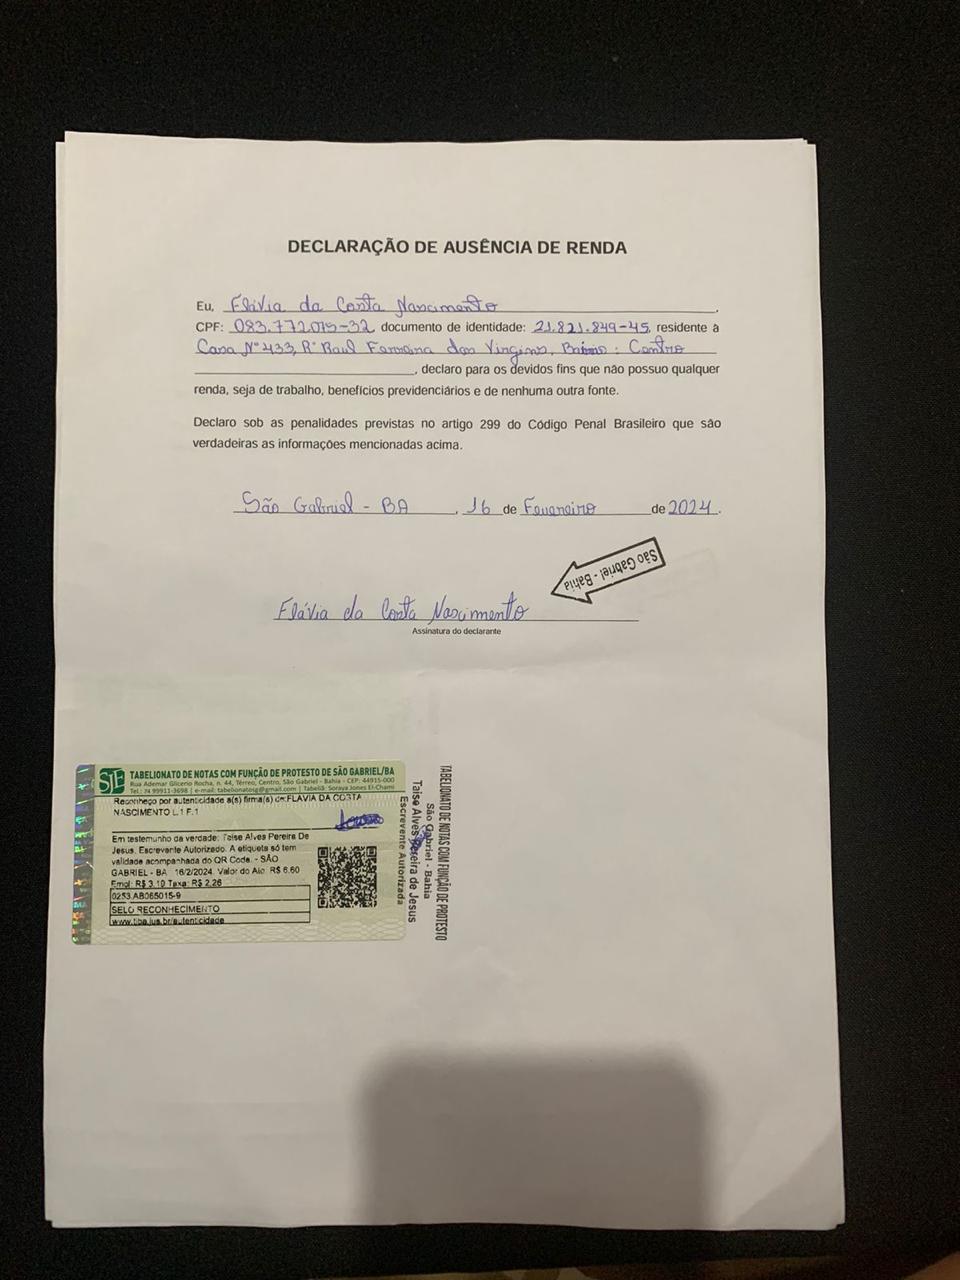 DECLARAÇÃO DE AUSÊNCIA DE RENDA
Eu, Flávia da Costa Nascimento,
CPF: 083.772.015-32, documento de identidade: 21.821.849-45, residente à
Casa N° 433, R° Raul Ferreira dos Virgens, Bairro: Centro
, declaro para os devidos fins que não possuo qualquer
renda, seja de trabalho, benefícios previdenciários e de nenhuma outra fonte.
Declaro sob as penalidades previstas no artigo 299 do Código Penal Brasileiro que são
verdadeiras as informações mencionadas acima.
São Gabriel - BA, 16 de Fevereiro de 2024.
São Gabriel - Bahia
Flávia da Costa Nascimento
Assinatura do declarante
SJE TABELIONATO DE NOTAS COM FUNÇÃO DE PROTESTO DE SÃO GABRIEL/BA
Rua Ademar Glicerio Rocha, n. 44, Térreo, Centro, São Gabriel - Bahia - CEP: 44915-000
Tel.: 74 99911-3698 | e-mail: tabelionatosg@gmail.com | Tabeliã: Soraya Jones El-Chami
Reconheço por autenticidade a(s) firma(s) de: FLAVIA DA COSTA
NASCIMENTO L.1 F.1
Em testemunho da verdade: Taise Alves Pereira De
Jesus. Escrevente Autorizado. A etiqueta só tem
validade acompanhada do QR Code. - SÃO
GABRIEL - BA 16/2/2024. Valor do Ato: R$ 6.60
Emol: R$ 3.10 Taxa: R$ 2.26
0253.AB065015-9
SELO RECONHECIMENTO
www.tjba.jus.br/autenticidade
TABELIONATO DE NOTAS COM FUNÇÃO DE PROTESTO
São Gabriel - Bahia
Taise Alves Pereira de Jesus
Escrevente Autorizada